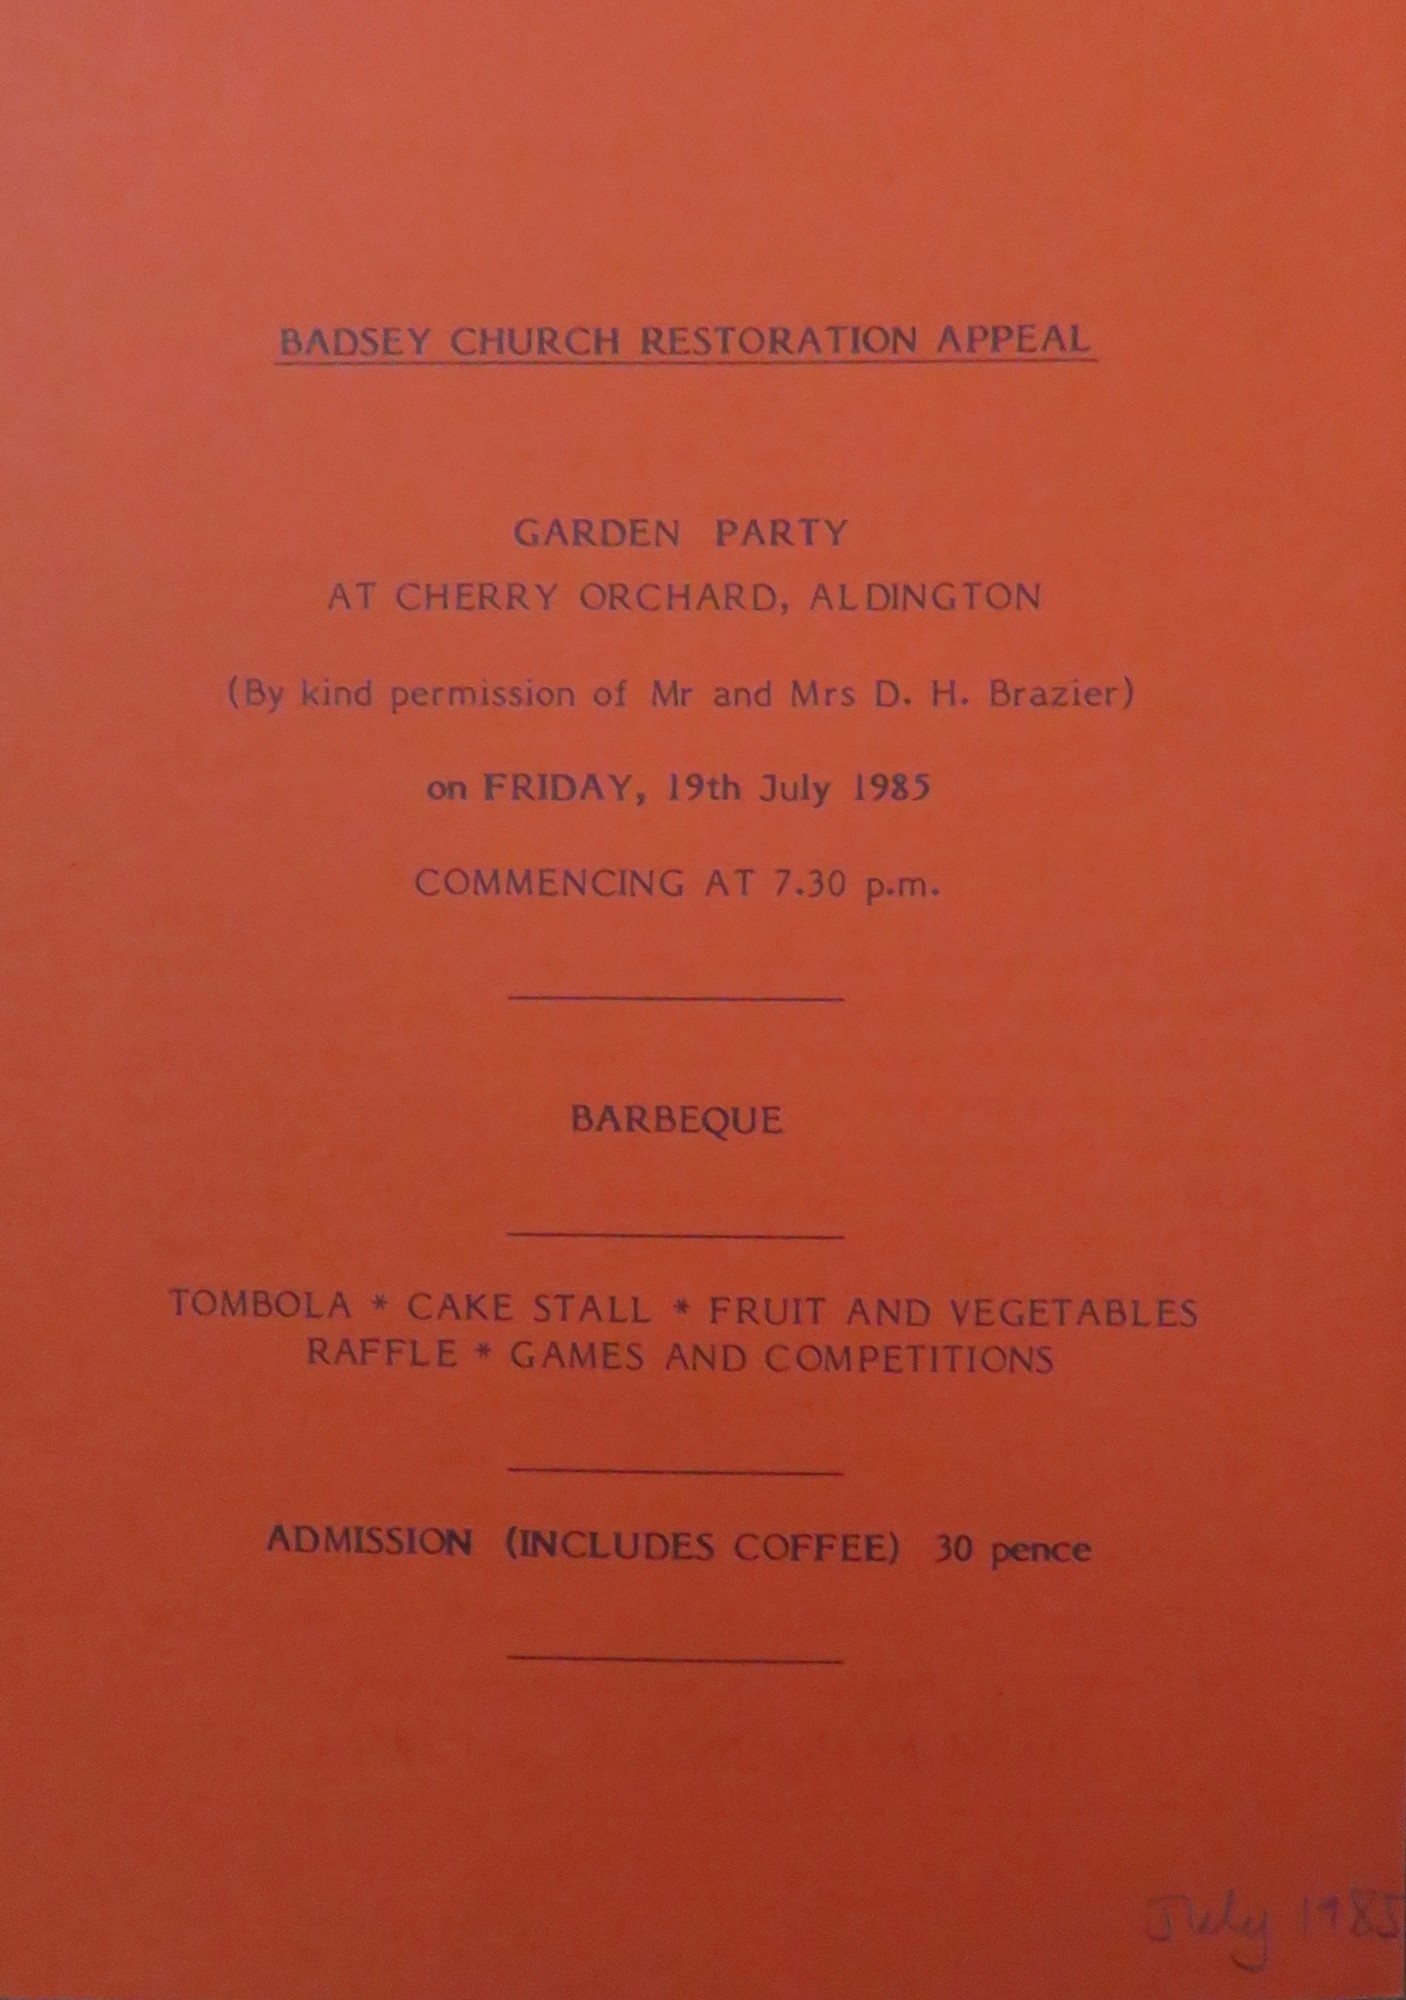 BADSEY CHURCH RESTORATION APPEAL
GARDEN PARTY
AT CHERRY ORCHARD, ALDINGTON
(By kind permission of Mr and Mrs D. H. Brazier)
on FRIDAY, 19th July 1985
COMMENCING AT 7.30 p.m.
BARBEQUE
TOMBOLA * CAKE STALL * FRUIT AND VEGETABLES
RAFFLE * GAMES AND COMPETITIONS
ADMISSION (INCLUDES COFFEE) 30 pence
July 1985